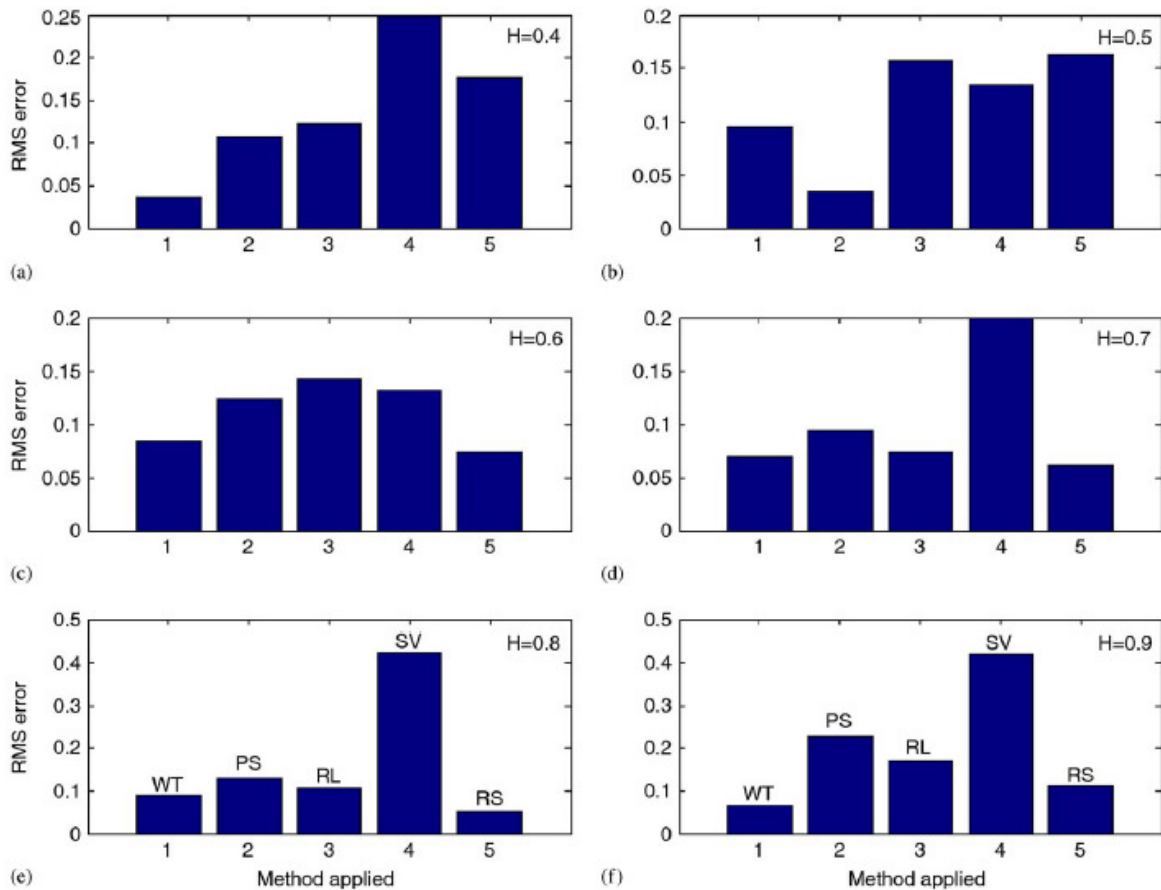 0.25
0.2
0.15
0.1
0.05
0
RMS error
H=0.4
1 2 3 4 5
(a)
0.2
0.15
0.1
0.05
0
H=0.5
1 2 3 4 5
(b)
0.2
0.15
0.1
0.05
0
RMS error
H=0.6
1 2 3 4 5
(c)
0.2
0.15
0.1
0.05
0
H=0.7
1 2 3 4 5
(d)
0.5
0.4
0.3
0.2
0.1
0
RMS error
H=0.8
WT PS RL SV RS
1 2 3 4 5
Method applied
(e)
0.5
0.4
0.3
0.2
0.1
0
H=0.9
WT PS RL SV RS
1 2 3 4 5
Method applied
(f)